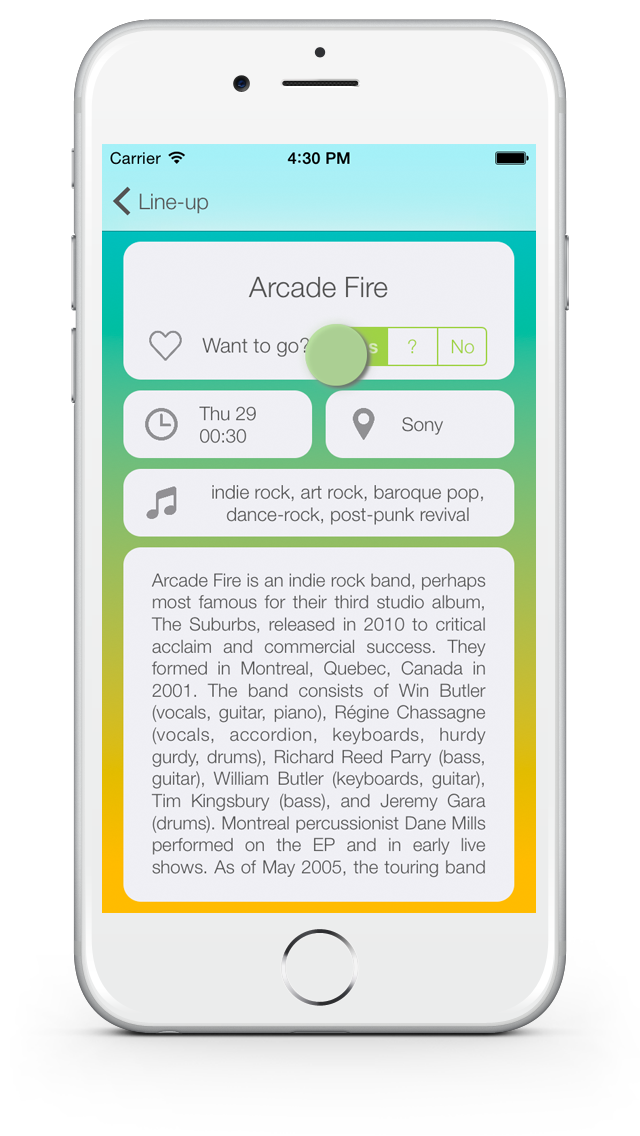 Carrier 4:30 PM
Line-up
Arcade Fire
Want to go? s ? No
Thu 29
00:30
Sony
indie rock, art rock, baroque pop,
dance-rock, post-punk revival
Arcade Fire is an indie rock band, perhaps
most famous for their third studio album,
The Suburbs, released in 2010 to critical
acclaim and commercial success. They
formed in Montreal, Quebec, Canada in
2001. The band consists of Win Butler
(vocals, guitar, piano), Régine Chassagne
(vocals, accordion, keyboards, hurdy
gurdy, drums), Richard Reed Parry (bass,
guitar), William Butler (keyboards, guitar),
Tim Kingsbury (bass), and Jeremy Gara
(drums). Montreal percussionist Dane Mills
performed on the EP and in early live
shows. As of May 2005, the touring band